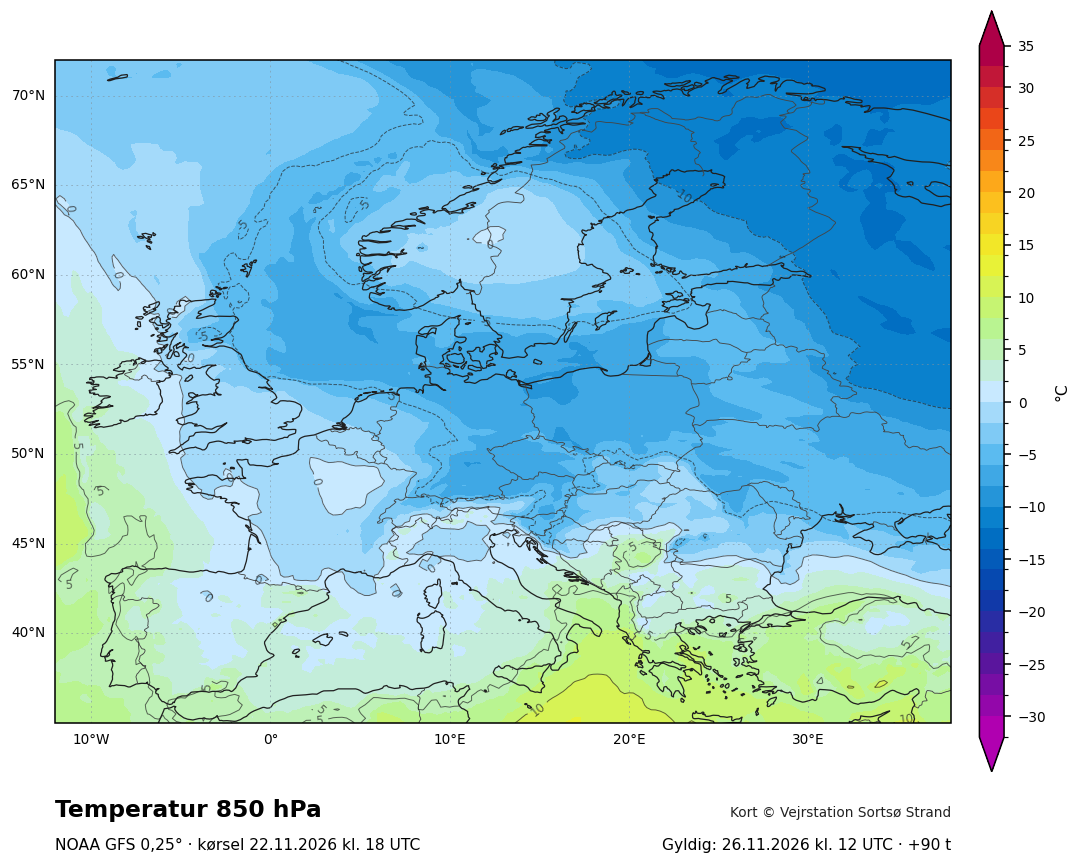 70°N
65°N
60°N
55°N
50°N
45°N
40°N
10°W
0°
10°E
20°E
30°E
35
30
25
20
15
10
5
0
−5
−10
−15
−20
−25
−30
°C
Temperatur 850 hPa
Kort © Vejrstation Sortsø Strand
NOAA GFS 0,25° · kørsel 22.11.2026 kl. 18 UTC
Gyldig: 26.11.2026 kl. 12 UTC · +90 t